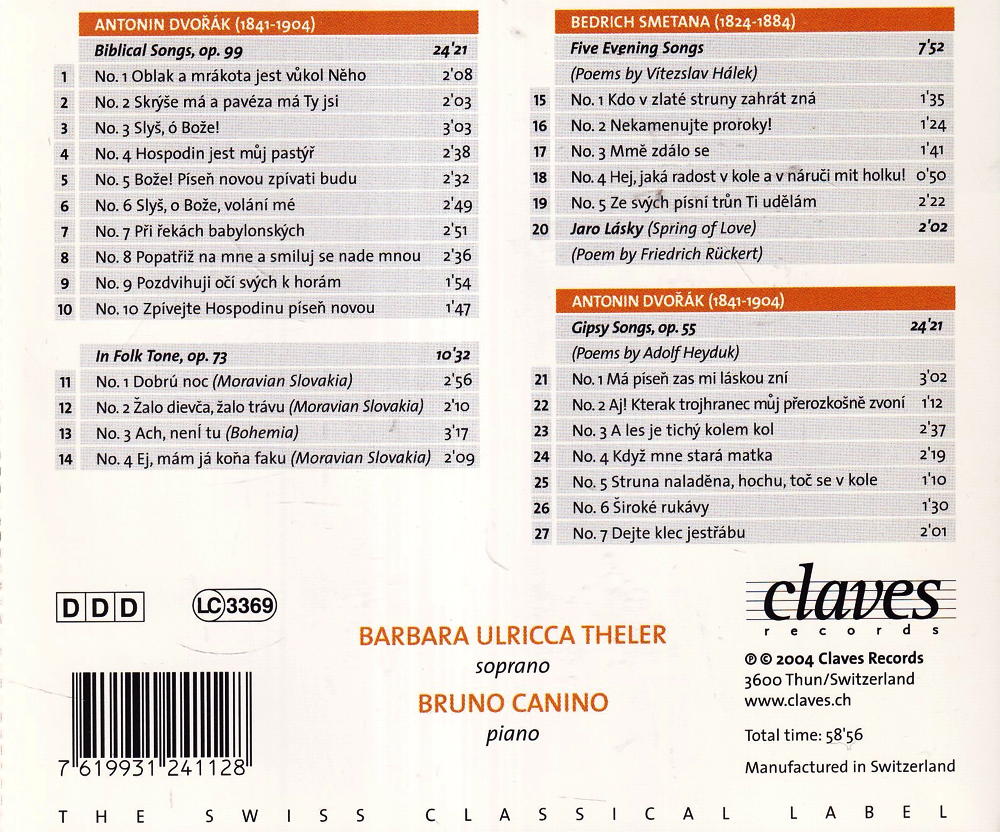 ANTONIN DVOŘÁK (1841-1904)
Biblical Songs, op. 99 24'21
1 No. 1 Oblak a mrákota jest vůkol Něho 2'08
2 No. 2 Skrýše má a pavéza má Ty jsi 2'03
3 No. 3 Slyš, ó Bože! 3'03
4 No. 4 Hospodin jest můj pastýř 2'38
5 No. 5 Bože! Píseň novou zpívati budu 2'32
6 No. 6 Slyš, o Bože, volání mé 2'49
7 No. 7 Při řekách babylonských 2'51
8 No. 8 Popatřiž na mne a smiluj se nade mnou 2'36
9 No. 9 Pozdvihuji očí svých k horám 1'54
10 No. 10 Zpívejte Hospodinu píseň novou 1'47
In Folk Tone, op. 73 10'32
11 No. 1 Dobrú noc (Moravian Slovakia) 2'56
12 No. 2 Žalo dievča, žalo trávu (Moravian Slovakia) 2'10
13 No. 3 Ach, není tu (Bohemia) 3'17
14 No. 4 Ej, mám já koňa faku (Moravian Slovakia) 2'09
BEDRICH SMETANA (1824-1884)
Five Evening Songs 7'52
(Poems by Vítezslav Hálek)
15 No. 1 Kdo v zlaté struny zahrát zná 1'35
16 No. 2 Nekamenujte proroky! 1'24
17 No. 3 Mmě zdálo se 1'41
18 No. 4 Hej, jaká radost v kole a v náruči mit holku! 0'50
19 No. 5 Ze svých písní trůn Ti udělám 2'22
20 Jaro Lásky (Spring of Love) 2'02
(Poem by Friedrich Rückert)
ANTONIN DVOŘÁK (1841-1904)
Gipsy Songs, op. 55 24'21
(Poems by Adolf Heyduk)
21 No. 1 Má píseň zas mi láskou zní 3'02
22 No. 2 Aj! Kterak trojhranec můj přerozkošně zvoní 1'12
23 No. 3 A les je tichý kolem kol 2'37
24 No. 4 Když mne stará matka 2'19
25 No. 5 Struna naladěna, hochu, toč se v kole 1'10
26 No. 6 Široké rukávy 1'30
27 No. 7 Dejte klec jestřábu 2'01
DDD
LC 3369
BARBARA ULRICCA THELER
soprano
BRUNO CANINO
piano
claves
records
℗ © 2004 Claves Records
3600 Thun/Switzerland
www.claves.ch
Total time: 58'56
Manufactured in Switzerland
7 619931 241128
THE SWISS CLASSICAL LABEL